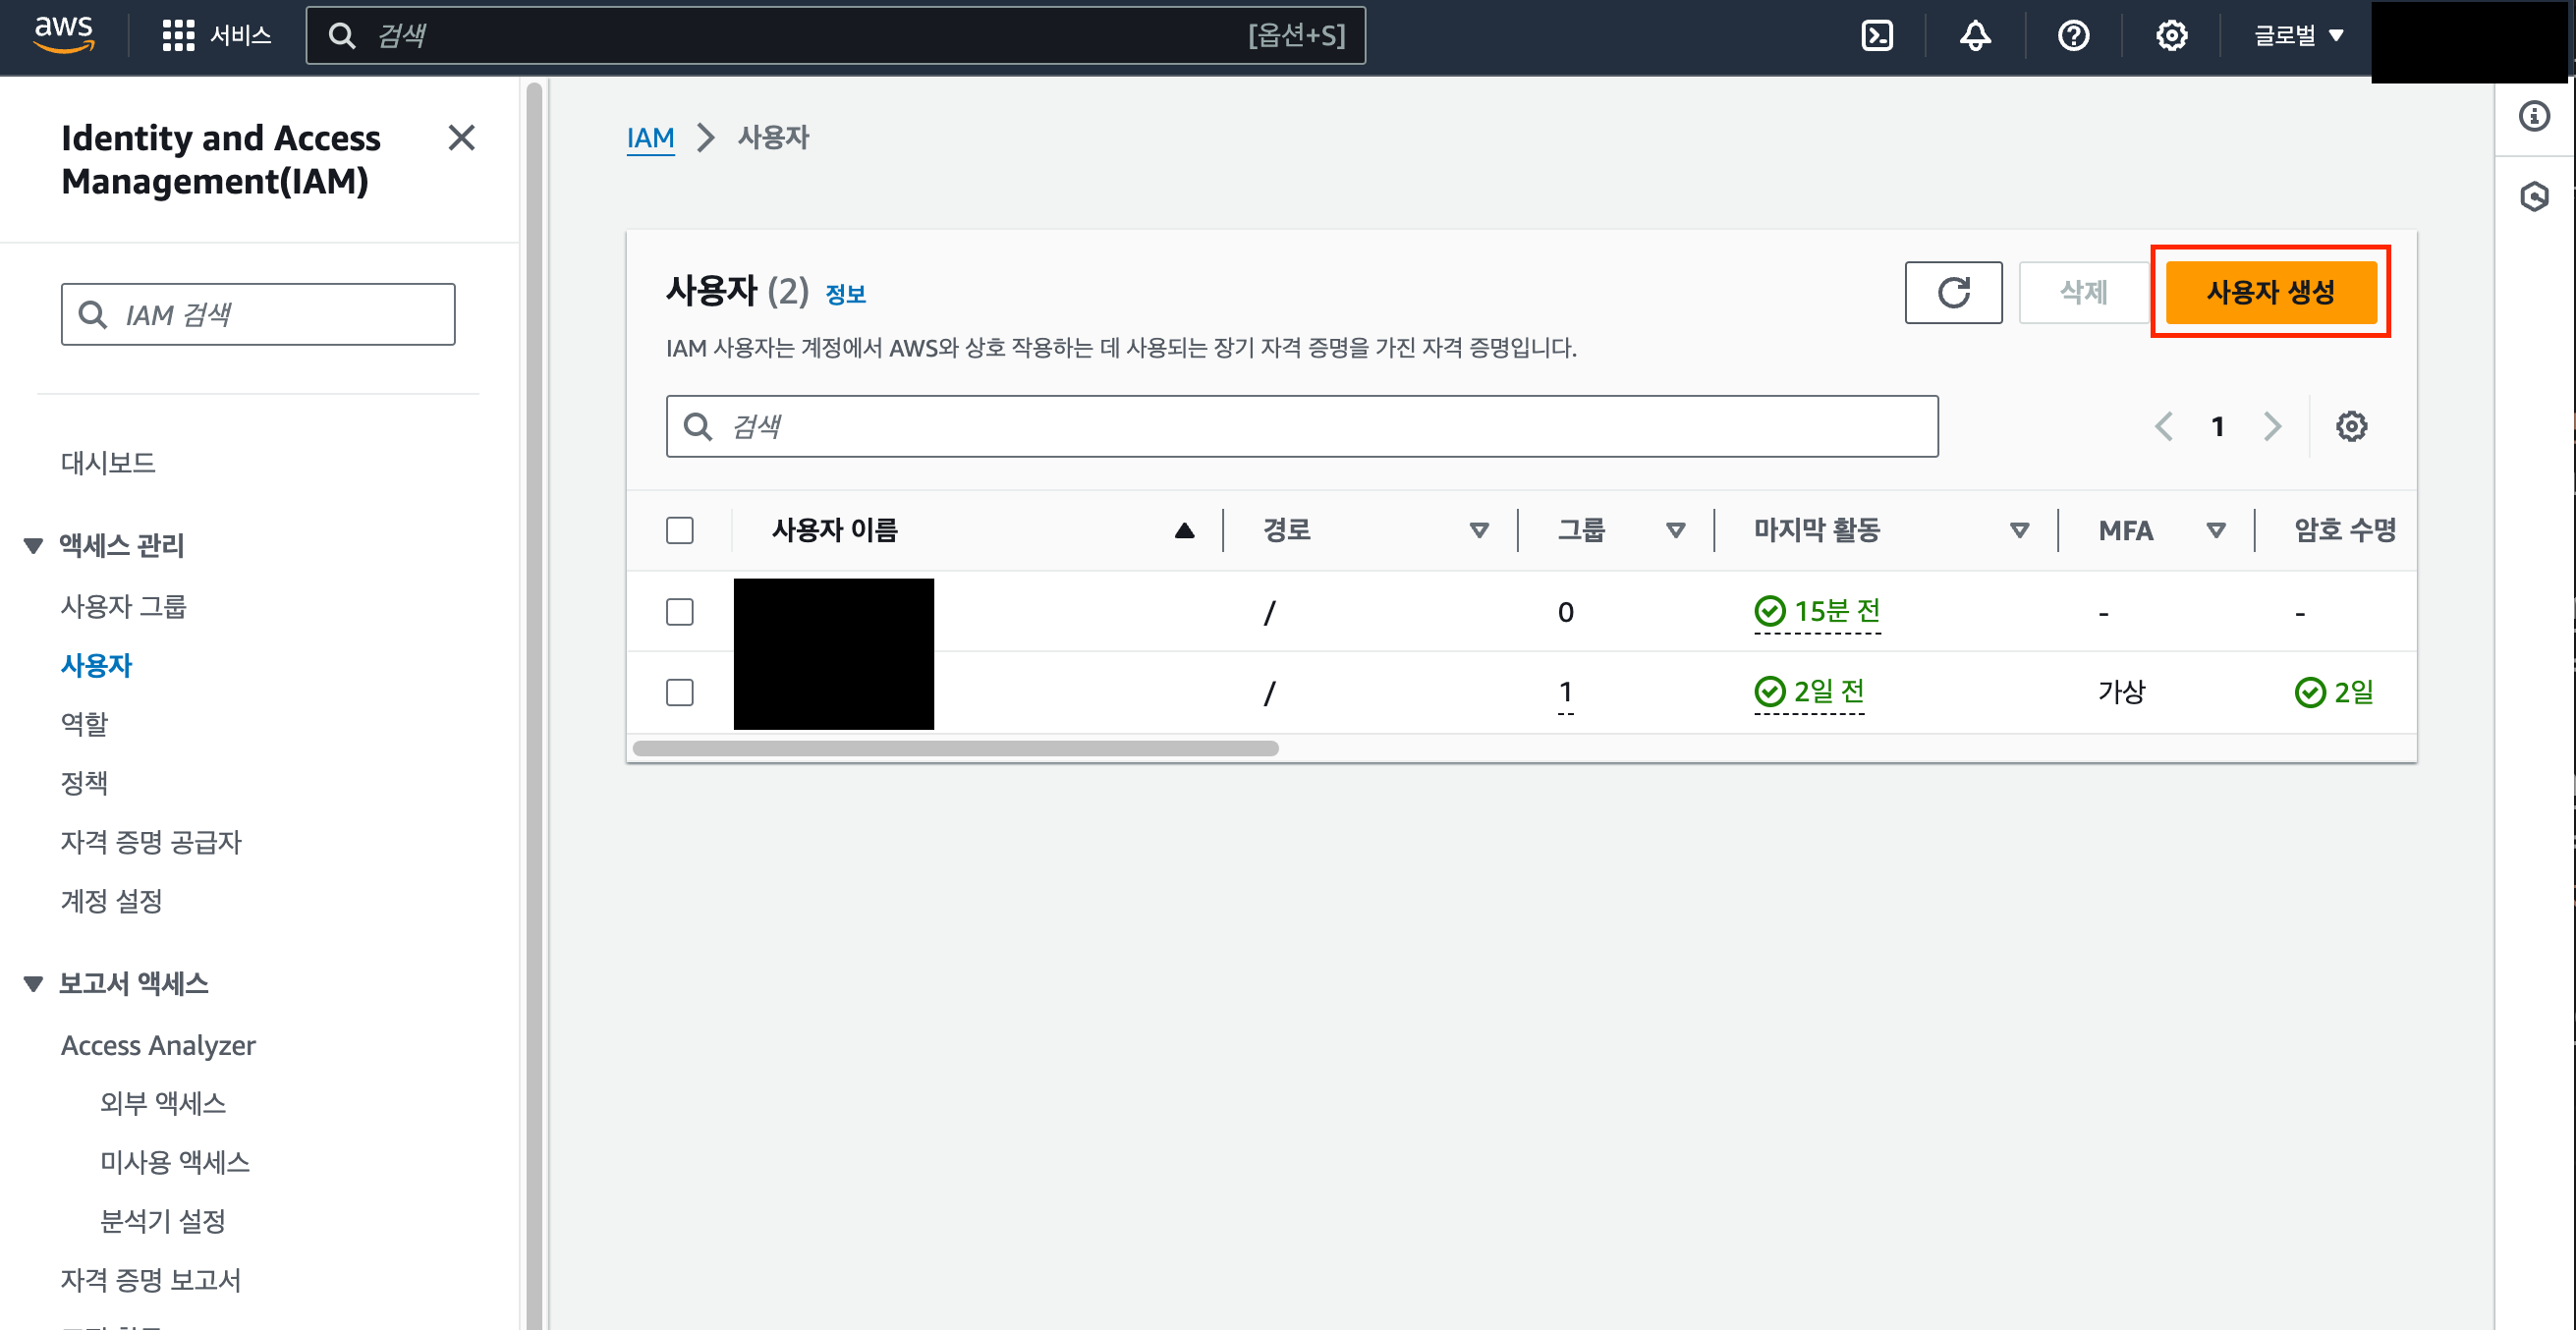 aws
서비스
검색
[옵션+S]
글로벌
Identity and Access
Management(IAM)
IAM 검색
대시보드
액세스 관리
사용자 그룹
사용자
역할
정책
자격 증명 공급자
계정 설정
보고서 액세스
Access Analyzer
외부 액세스
미사용 액세스
분석기 설정
자격 증명 보고서
IAM
사용자
사용자 (2) 정보
삭제
사용자 생성
IAM 사용자는 계정에서 AWS와 상호 작용하는 데 사용되는 장기 자격 증명을 가진 자격 증명입니다.
검색
1
사용자 이름 경로 그룹 마지막 활동 MFA 암호 수명
/ 0 15분 전 - -
/ 1 2일 전 가상 2일